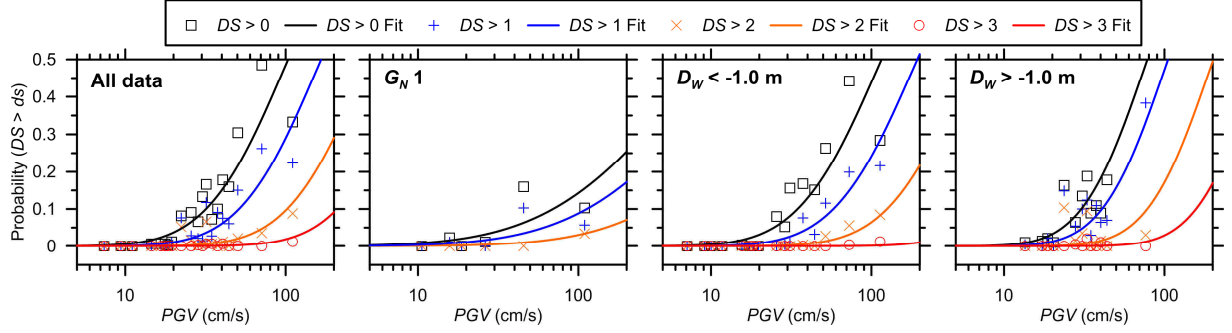 DS > 0 DS > 0 Fit DS > 1 DS > 1 Fit DS > 2 DS > 2 Fit DS > 3 DS > 3 Fit
Probability (DS > ds)
0.5
0.4
0.3
0.2
0.1
0
All data
G_N 1
D_W < -1.0 m
D_W > -1.0 m
10 100 10 100 10 100 10 100
PGV (cm/s) PGV (cm/s) PGV (cm/s) PGV (cm/s)